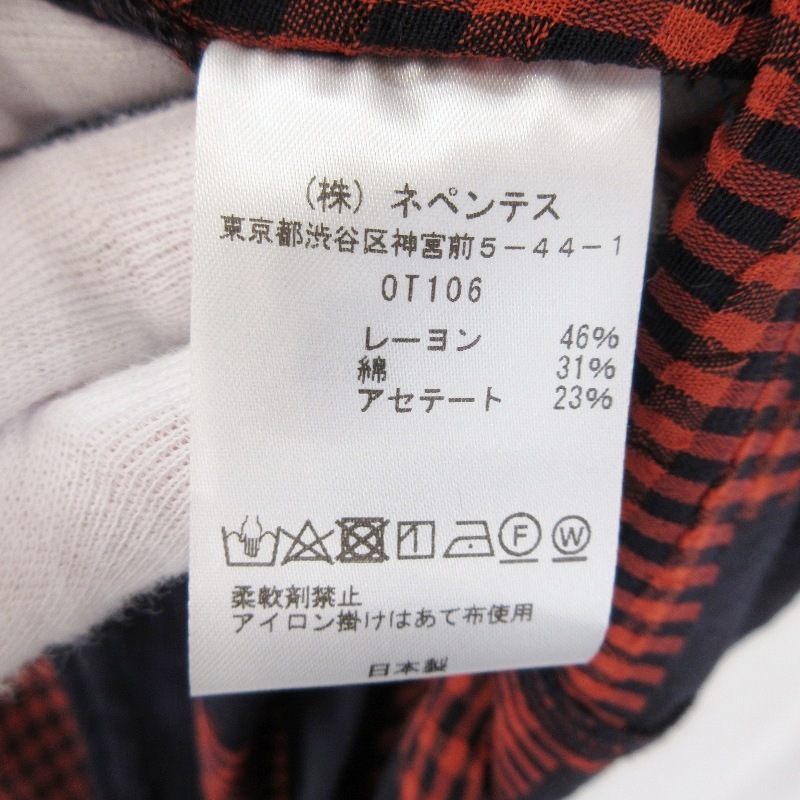 （株）ネペンテス
東京都渋谷区神宮前５−４４−１
0T106
レーヨン 46%
綿 31%
アセテート 23%
F W
柔軟剤禁止
アイロン掛けはあて布使用
日本製